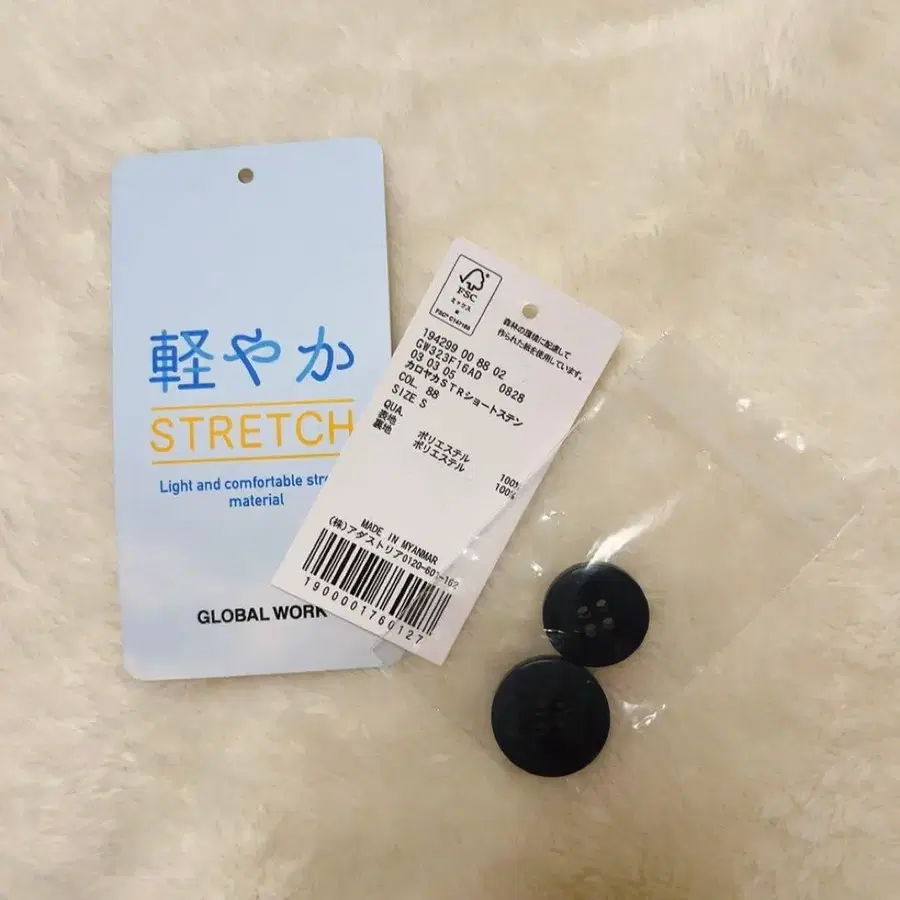 軽やか
STRETCH
Light and comfortable stre
material
GLOBAL WORK
FSC
ミックス
紙
FSC® C147188
森林の環境に配慮して
作られた紙を使用しています。
194299 00 88 02
GW323F16AD 0828
03 03 05
カロヤカSTRショートステン
COL. 88
SIZE S
QUA.
表地 ポリエステル 100%
裏地 ポリエステル 100%
MADE IN MYANMAR
(株)アダストリア0120-601-162
1900001760127